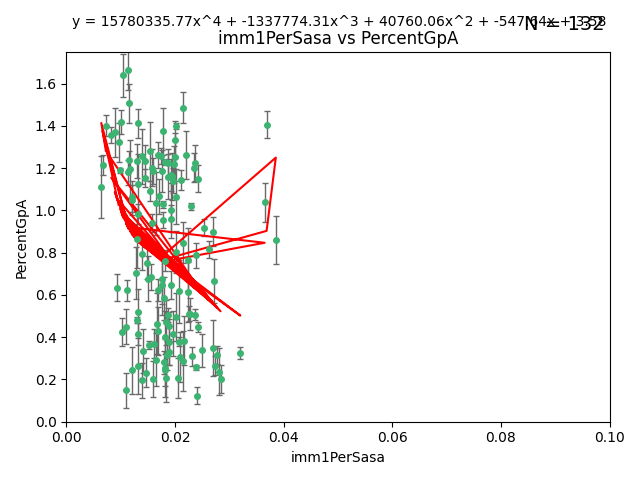 y = 15780335.77x^4 + -1337774.31x^3 + 40760.06x^2 + -547.64x + 3.58
N = 132
imm1PerSasa vs PercentGpA
PercentGpA
1.6
1.4
1.2
1.0
0.8
0.6
0.4
0.2
0.0
0.00 0.02 0.04 0.06 0.08 0.10
imm1PerSasa